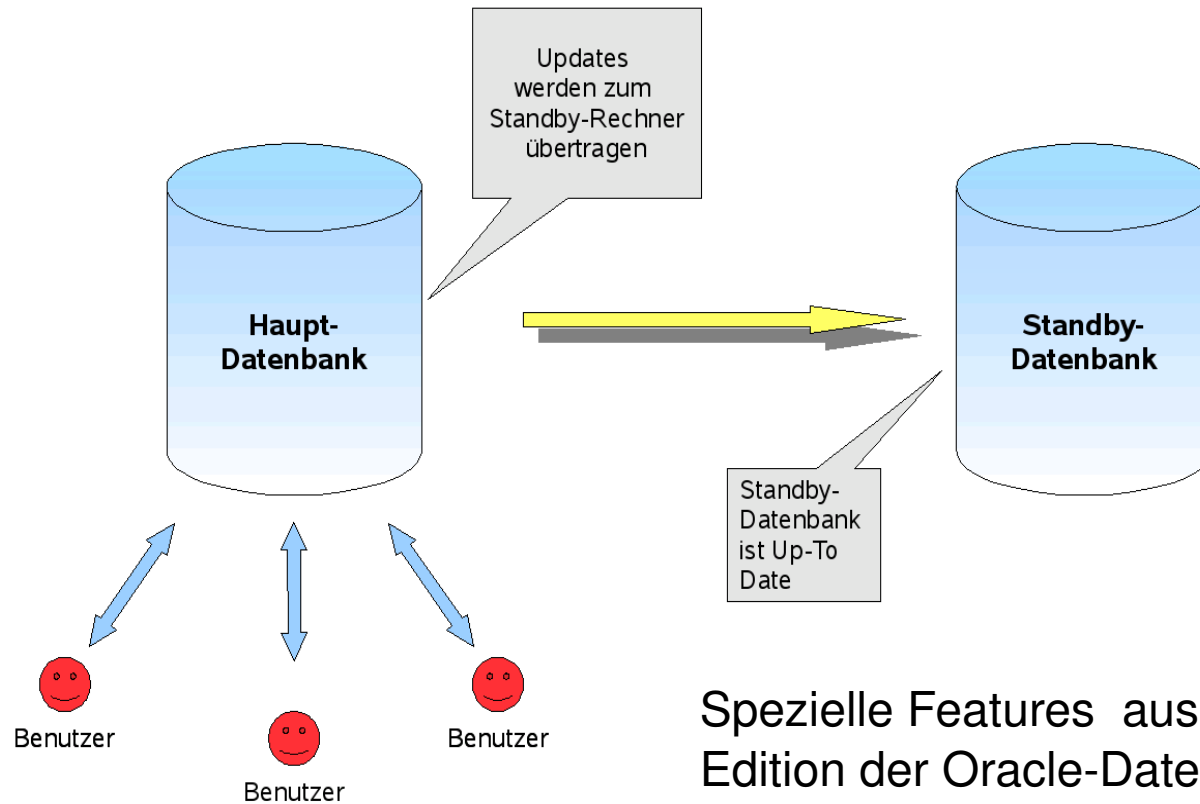 Updates
werden zum
Standby-Rechner
übertragen
Haupt-
Datenbank
Standby-
Datenbank
Standby-
Datenbank
ist Up-To
Date
Benutzer
Benutzer
Benutzer
Spezielle Features aus
Edition der Oracle-Date